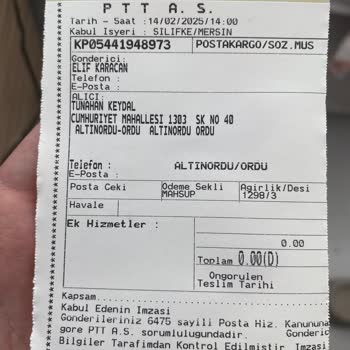 PTT A.S.
Tarih - Saat :14/02/2025/14:00
Kabul Isyeri : SILIFKE/MERSIN
KP05441948973 POSTAKARGO/SOZ.MUS
Gonderici:
ELIF KARACAN
Telefon :
E-Posta :
ALICI:
TUNAHAN KEYDAL
CUMHURIYET MAHALLESI 1303 SK NO 40
ALTINORDU-ORDU ALTINORDU ORDU
Telefon : ALTINORDU/ORDU
E-Posta :
Posta Ceki Odeme Sekli Agirlik/Desi
MAHSUP 1298/3
Havale
Ek Hizmetler :
0.00
Toplam 0.00(D)
Ongorulen
Teslim Tarihi
Kapsam
Kabul Edenin Imzasi
Gonderileriniz 6475 sayili Posta Hiz. Kanununa
gore PTT A.S. sorumlulugundadir. Gonderic
Bilgiler Tarafimdan Kontrol Edilmistir Imzasi